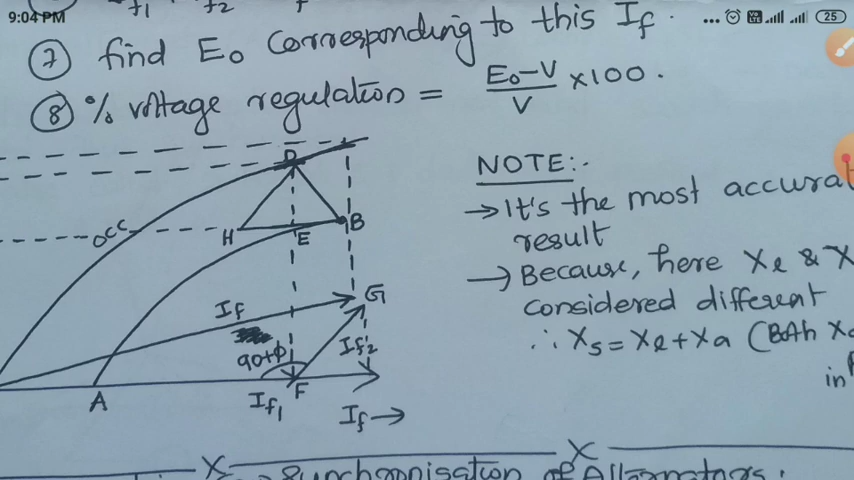 9:04 PM
25
⑦ find E₀ corresponding to this If.
⑧ % voltage regulation = E₀-V/V ×100.
NOTE:-
→ It's the most accurat
result
→ Because, here Xl & X
considered different
∴ Xs = Xl + Xa (Both Xa
in
OCC
D
H
E
B
If
G
90+ϕ
If₂
A
If₁
F
If →
X
X
Synchronisation of Alternators.